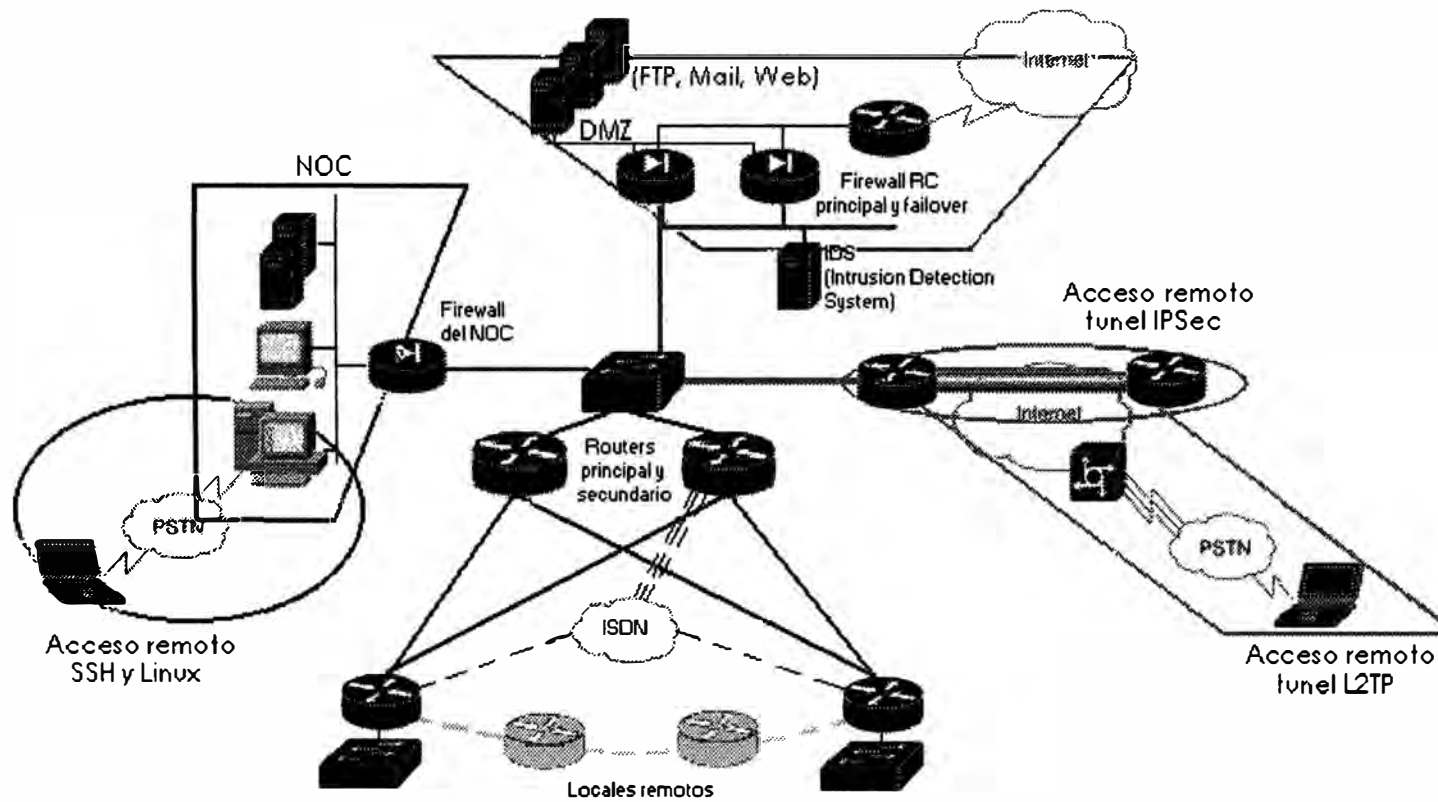 Internet
(FTP, Mail, Web)
DMZ
NOC
Firewall RC
principal y failover
IDS
(Intrusion Detection
System)
Firewall
del NOC
Acceso remoto
tunel IPSec
Internet
Routers
principal y
secundario
PSTN
PSTN
ISDN
Acceso remoto
SSH y Linux
Acceso remoto
tunel L2TP
Locales remotos